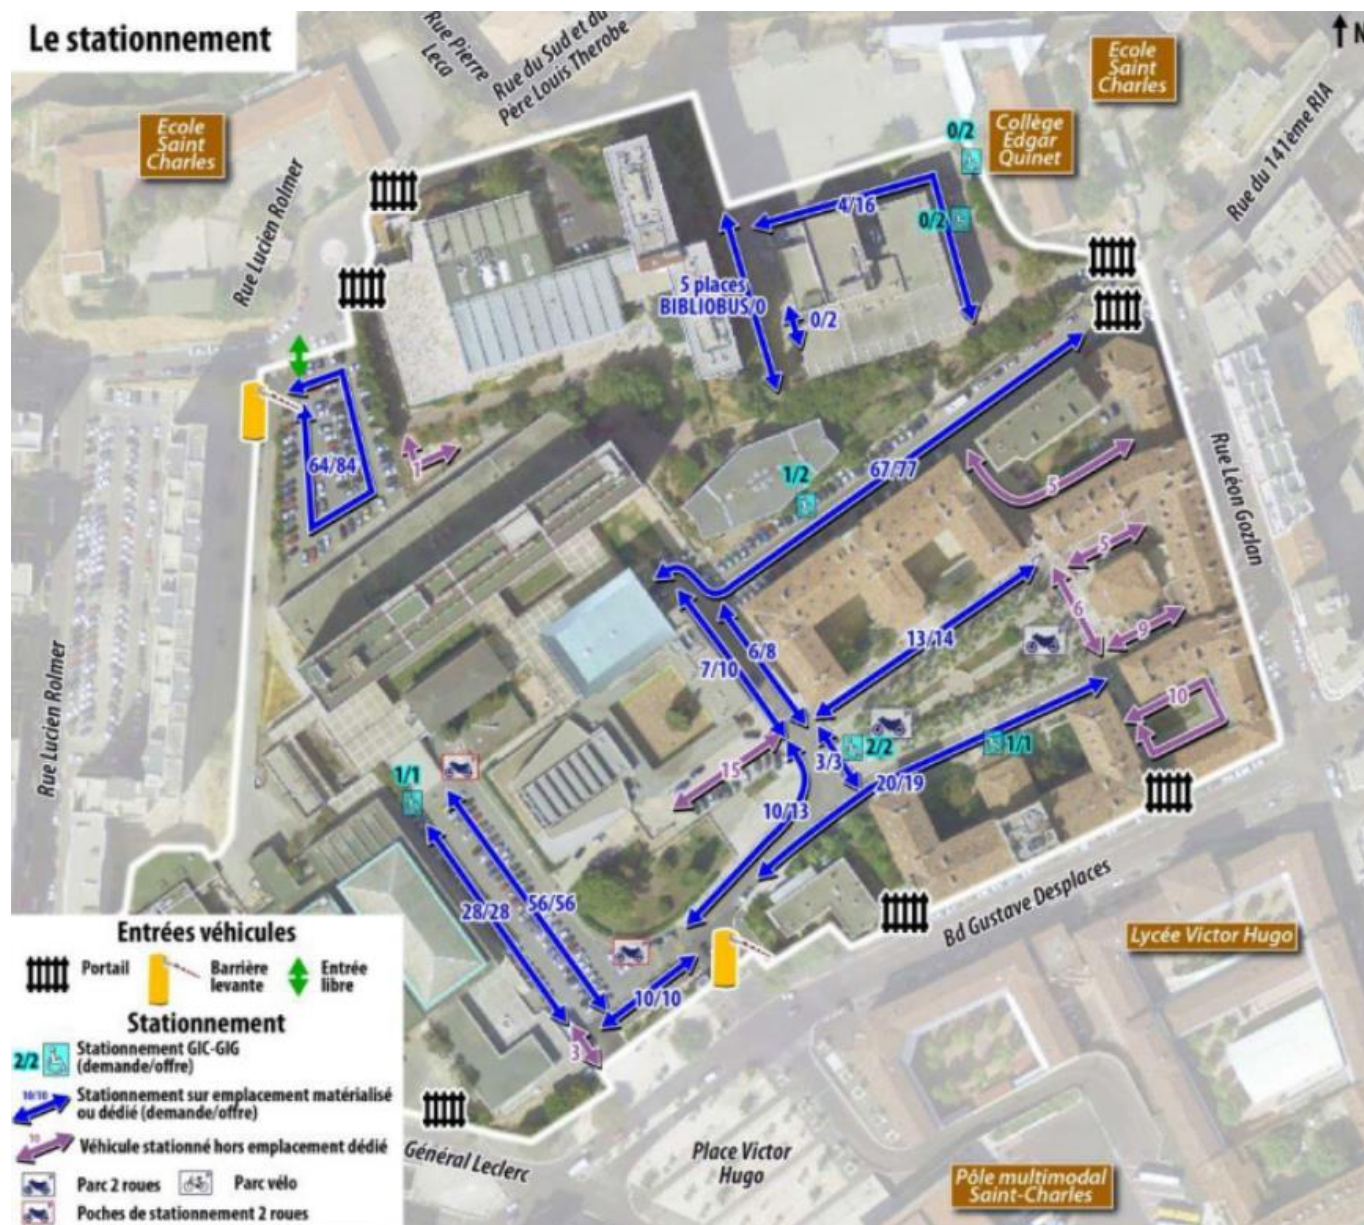 Le stationnement
N
Rue Pierre
Leca
Rue du Sud et du
Père Louis Therobe
Ecole
Saint
Charles
Ecole
Saint
Charles
Collège
Edgar
Quinet
0/2
Rue du 141ème RIA
Rue Lucien Rolmer
4/16
0/2
5 places
BIBLIOBUS/0
0/2
64/84
1
1/2
67/77
5
Rue Léon Gozlan
5
6
9
13/14
6/8
7/10
10
Rue Lucien Rolmer
15
3/3
2/2
1/1
20/19
10/13
1/1
28/28
56/56
10/10
3
Bd Gustave Desplaces
Lycée Victor Hugo
Général Leclerc
Place Victor
Hugo
Pôle multimodal
Saint-Charles
Entrées véhicules
Portail
Barrière
levante
Entrée
libre
Stationnement
2/2
Stationnement GIC-GIG
(demande/offre)
10/10
Stationnement sur emplacement matérialisé
ou dédié (demande/offre)
10
Véhicule stationné hors emplacement dédié
Parc 2 roues
Parc vélo
Poches de stationnement 2 roues